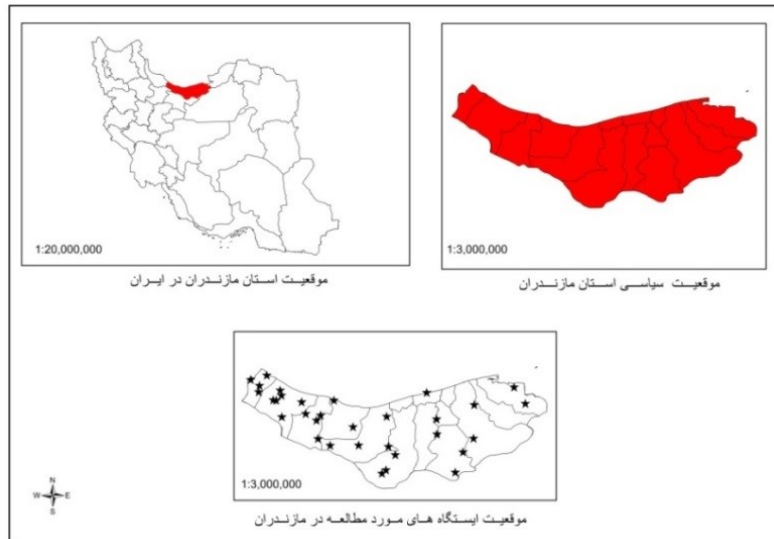 1:20,000,000
موقعیت استان مازندران در ایران
1:3,000,000
موقعیت سیاسی استان مازندران
1:3,000,000
موقعیت ایستگاه های مورد مطالعه در مازندران
N
W E
S